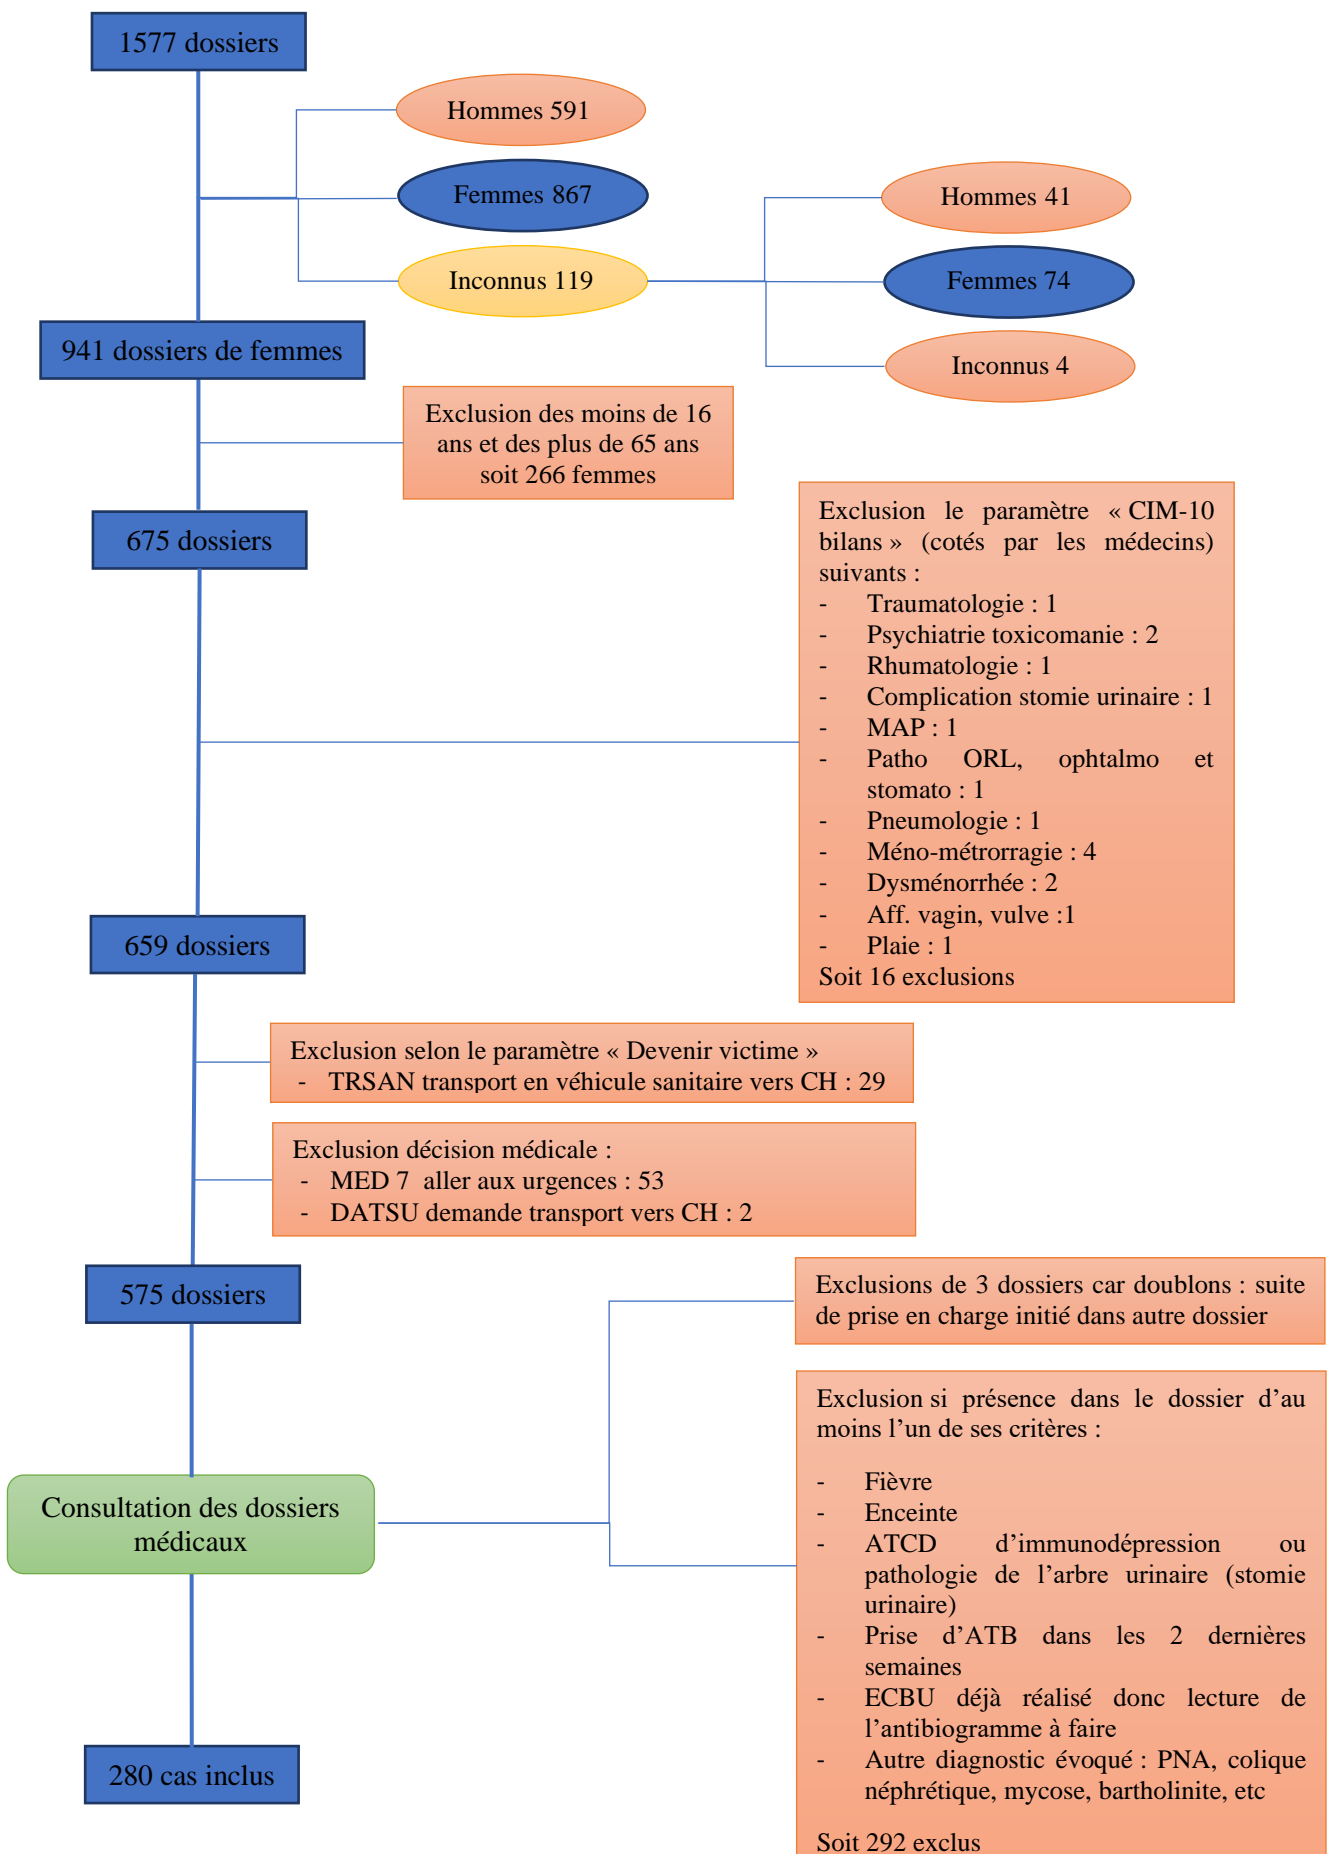 1577 dossiers
Hommes 591
Femmes 867
Inconnus 119
Hommes 41
Femmes 74
Inconnus 4
941 dossiers de femmes
Exclusion des moins de 16
ans et des plus de 65 ans
soit 266 femmes
675 dossiers
Exclusion le paramètre « CIM-10
bilans » (cotés par les médecins)
suivants :
- Traumatologie : 1
- Psychiatrie toxicomanie : 2
- Rhumatologie : 1
- Complication stomie urinaire : 1
- MAP : 1
- Patho ORL, ophtalmo et
stomato : 1
- Pneumologie : 1
- Méno-métrorragie : 4
- Dysménorrhée : 2
- Aff. vagin, vulve :1
- Plaie : 1
Soit 16 exclusions
659 dossiers
Exclusion selon le paramètre « Devenir victime »
- TRSAN transport en véhicule sanitaire vers CH : 29
Exclusion décision médicale :
- MED 7 aller aux urgences : 53
- DATSU demande transport vers CH : 2
575 dossiers
Exclusions de 3 dossiers car doublons : suite
de prise en charge initié dans autre dossier
Exclusion si présence dans le dossier d'au
moins l'un de ses critères :
- Fièvre
- Enceinte
- ATCD d'immunodépression ou
pathologie de l'arbre urinaire (stomie
urinaire)
- Prise d'ATB dans les 2 dernières
semaines
- ECBU déjà réalisé donc lecture de
l'antibiogramme à faire
- Autre diagnostic évoqué : PNA, colique
néphrétique, mycose, bartholinite, etc
Soit 292 exclus
Consultation des dossiers
médicaux
280 cas inclus